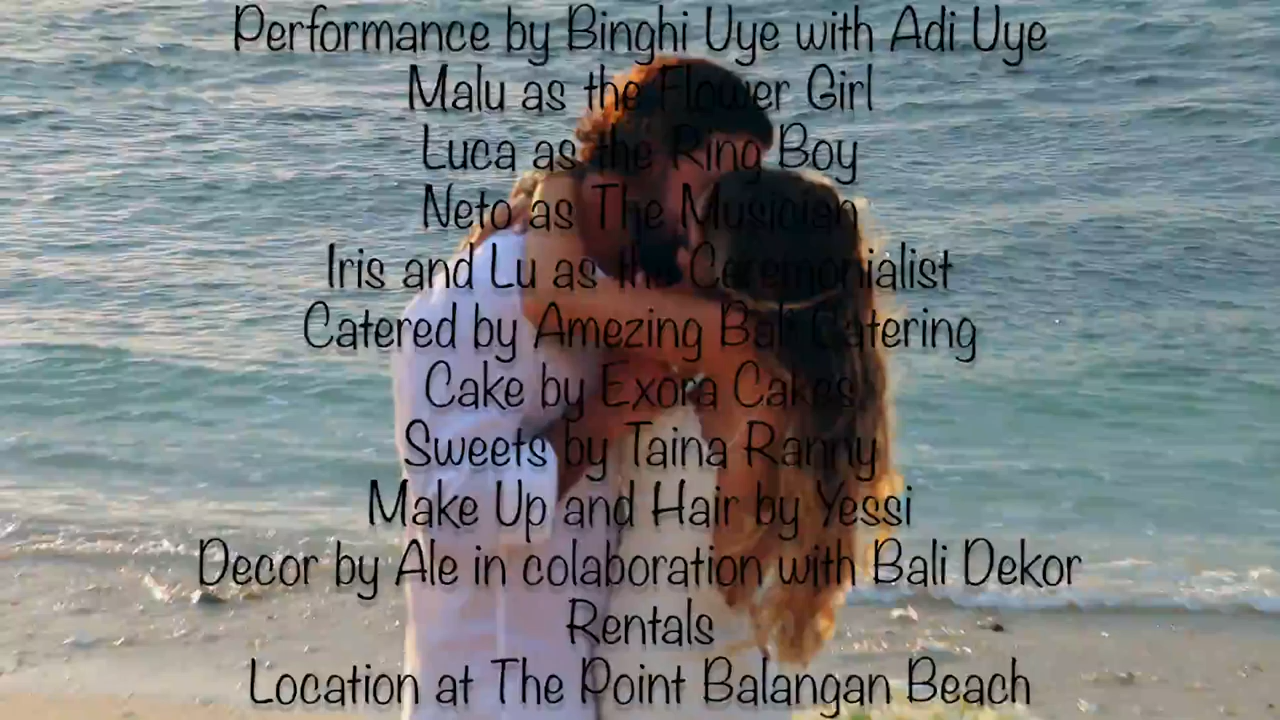 Performance by Binghi Uye with Adi Uye
Malu as the Flower Girl
Luca as the Ring Boy
Neto as The Musician
Iris and Lu as the Ceremonialist
Catered by Amezing Bali Catering
Cake by Exora Cakes
Sweets by Taina Ranny
Make Up and Hair by Yessi
Decor by Ale in colaboration with Bali Dekor
Rentals
Location at The Point Balangan Beach